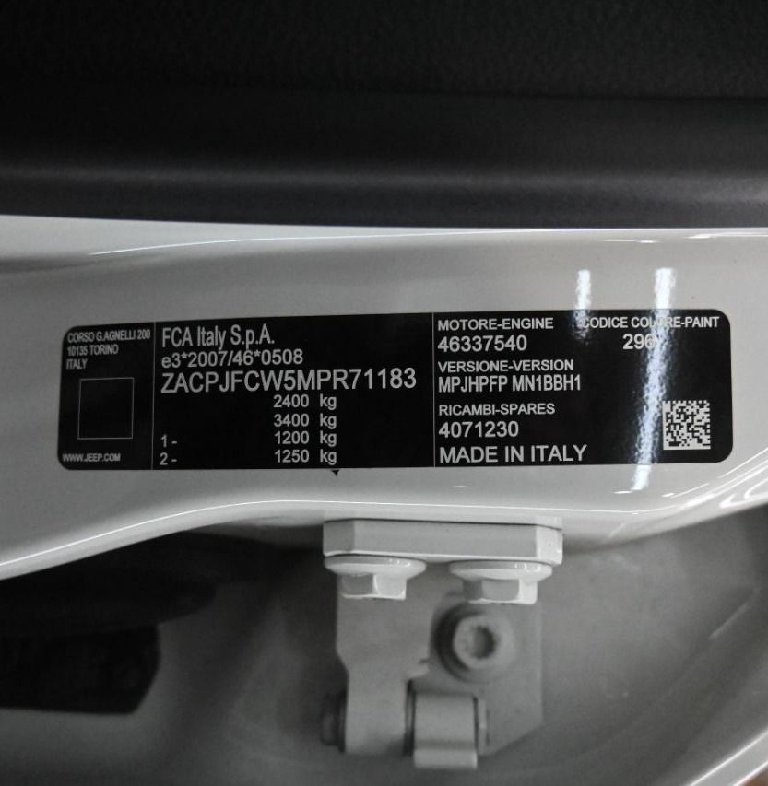 CORSO G.AGNELLI 200
10135 TORINO
ITALY
WWW.JEEP.COM
FCA Italy S.p.A.
e3*2007/46*0508
ZACPJFCW5MPR71183
2400 kg
3400 kg
1- 1200 kg
2- 1250 kg
MOTORE-ENGINE
46337540
VERSIONE-VERSION
MPJHPFP MN1BBH1
RICAMBI-SPARES
4071230
MADE IN ITALY
CODICE COLORE-PAINT